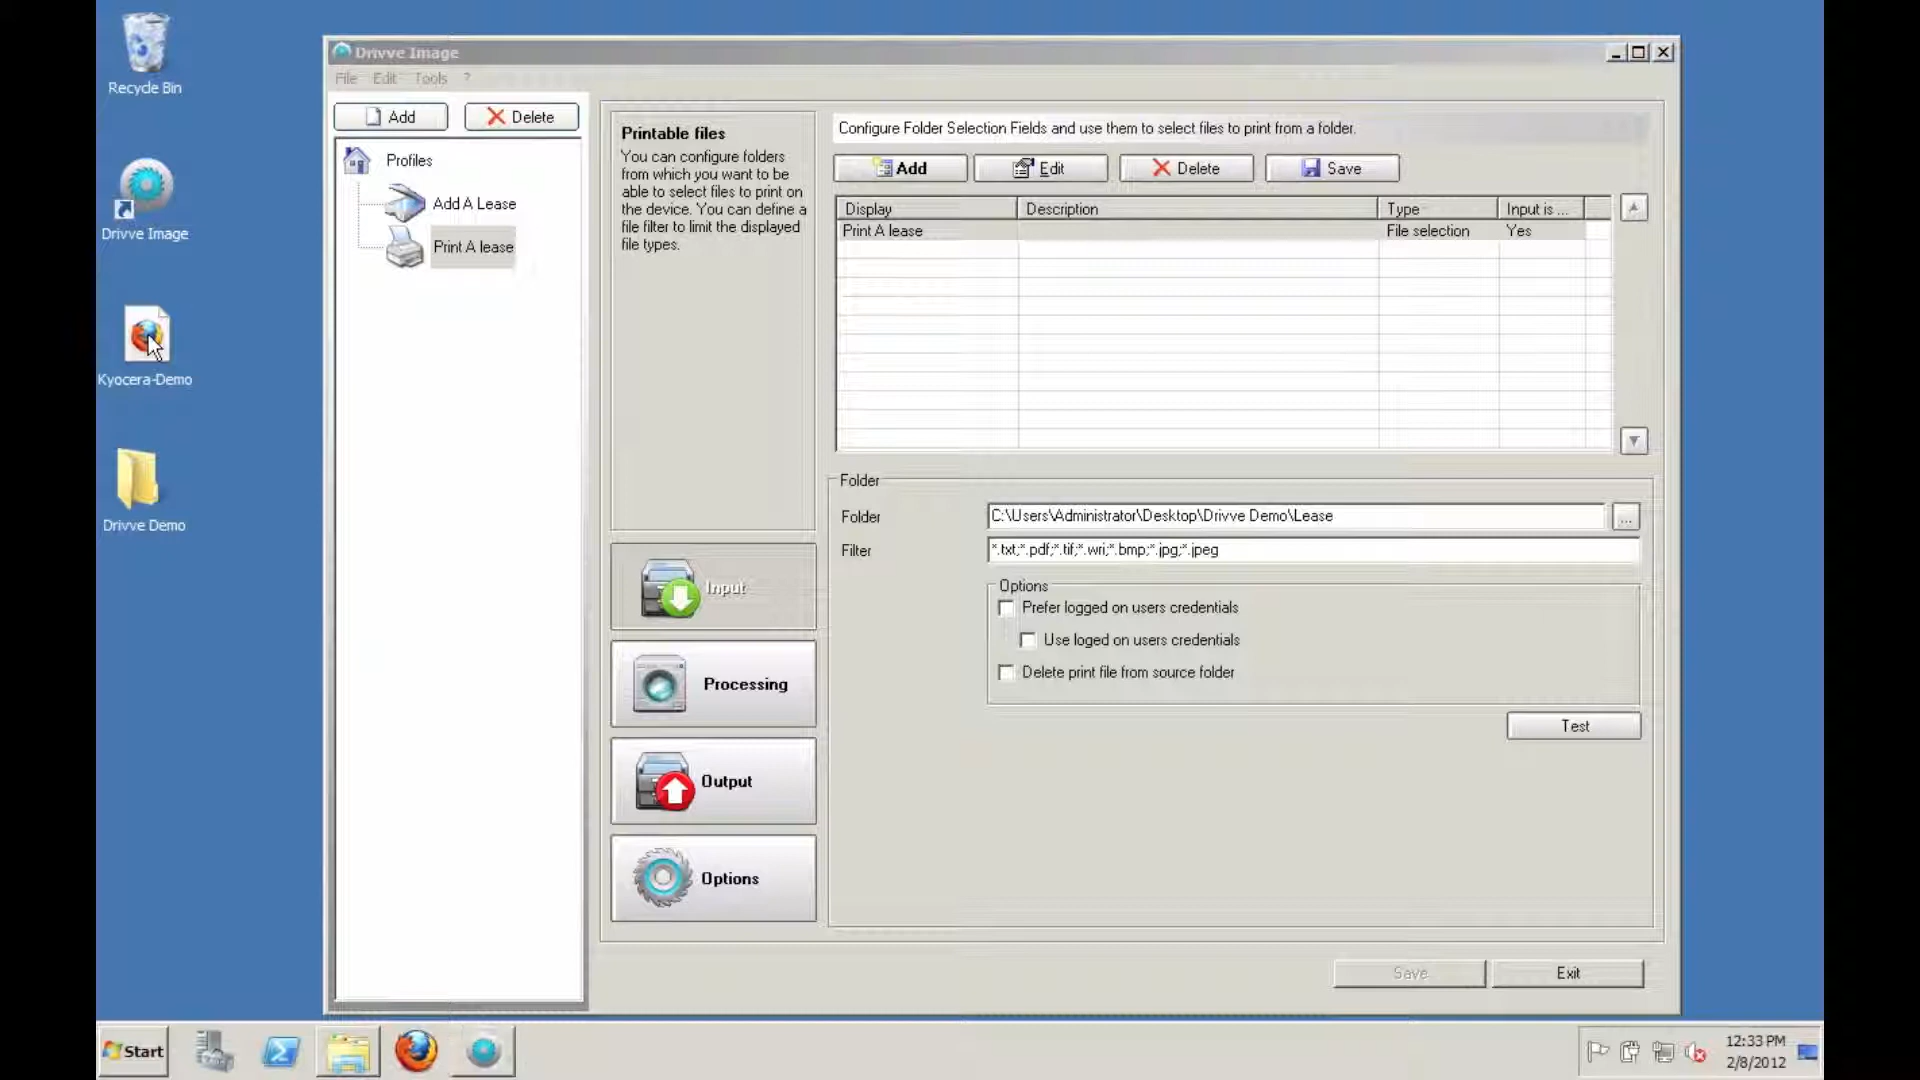 Recycle Bin
Drivve Image
Kyocera-Demo
Drivve Demo
Drivve Image
File Edit Tools ?
Add Delete
Profiles
Add A Lease
Print A lease
Printable files
You can configure folders
from which you want to be
able to select files to print on
the device. You can define a
file filter to limit the displayed
file types.
Input
Processing
Output
Options
Configure Folder Selection Fields and use them to select files to print from a folder.
Add Edit Delete Save
Display Description Type Input is ...
Print A lease File selection Yes
Folder
Folder C:\Users\Administrator\Desktop\Drivve Demo\Lease ...
Filter *.txt;*.pdf;*.tif;*.wri;*.bmp;*.jpg;*.jpeg
Options
Prefer logged on users credentials
Use loged on users credentials
Delete print file from source folder
Test
Save Exit
Start
12:33 PM
2/8/2012